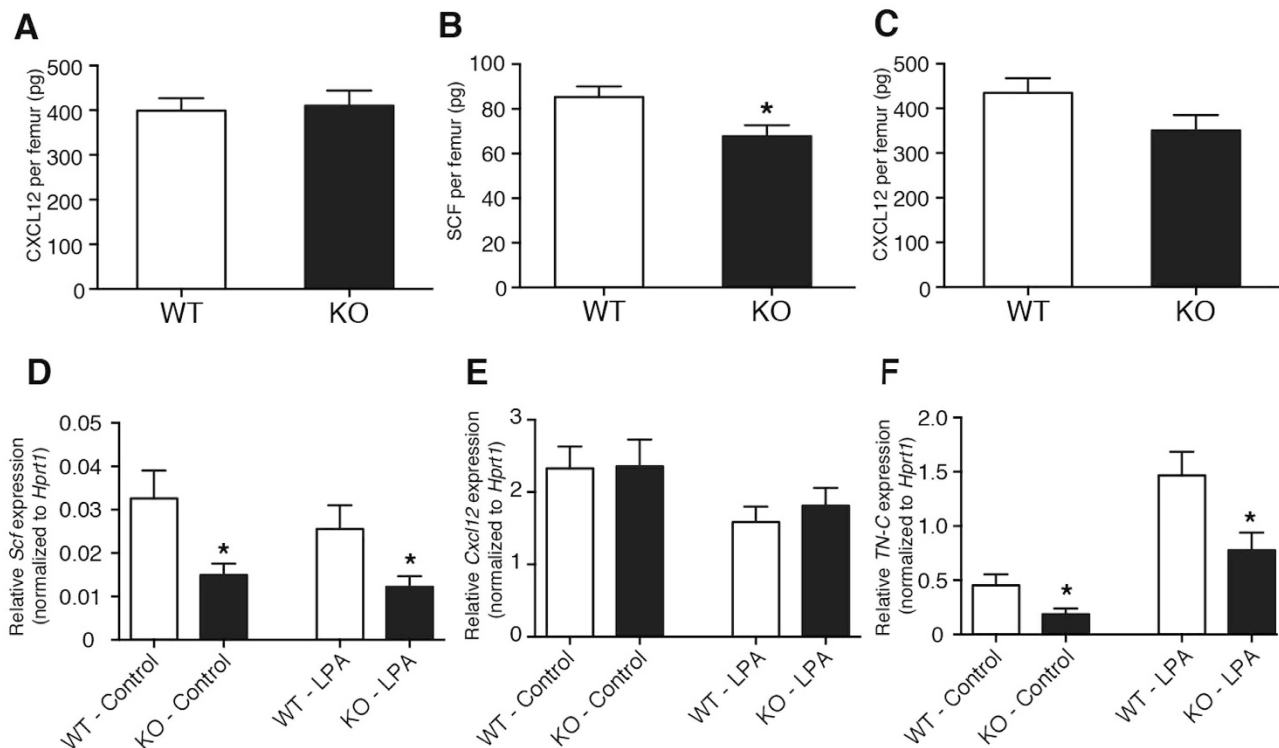 A
CXCL12 per femur (pg)
500
400
300
200
100
0
WT
KO
B
SCF per femur (pg)
100
80
60
40
20
0
*
WT
KO
C
CXCL12 per femur (pg)
500
400
300
200
100
0
WT
KO
D
Relative Scf expression
(normalized to Hprt1)
0.05
0.04
0.03
0.02
0.01
0
*
*
WT - Control
KO - Control
WT - LPA
KO - LPA
E
Relative Cxcl12 expression
(normalized to Hprt1)
3
2
1
0
WT - Control
KO - Control
WT - LPA
KO - LPA
F
Relative TN-C expression
(normalized to Hprt1)
2.0
1.5
1.0
0.5
0
*
*
WT - Control
KO - Control
WT - LPA
KO - LPA